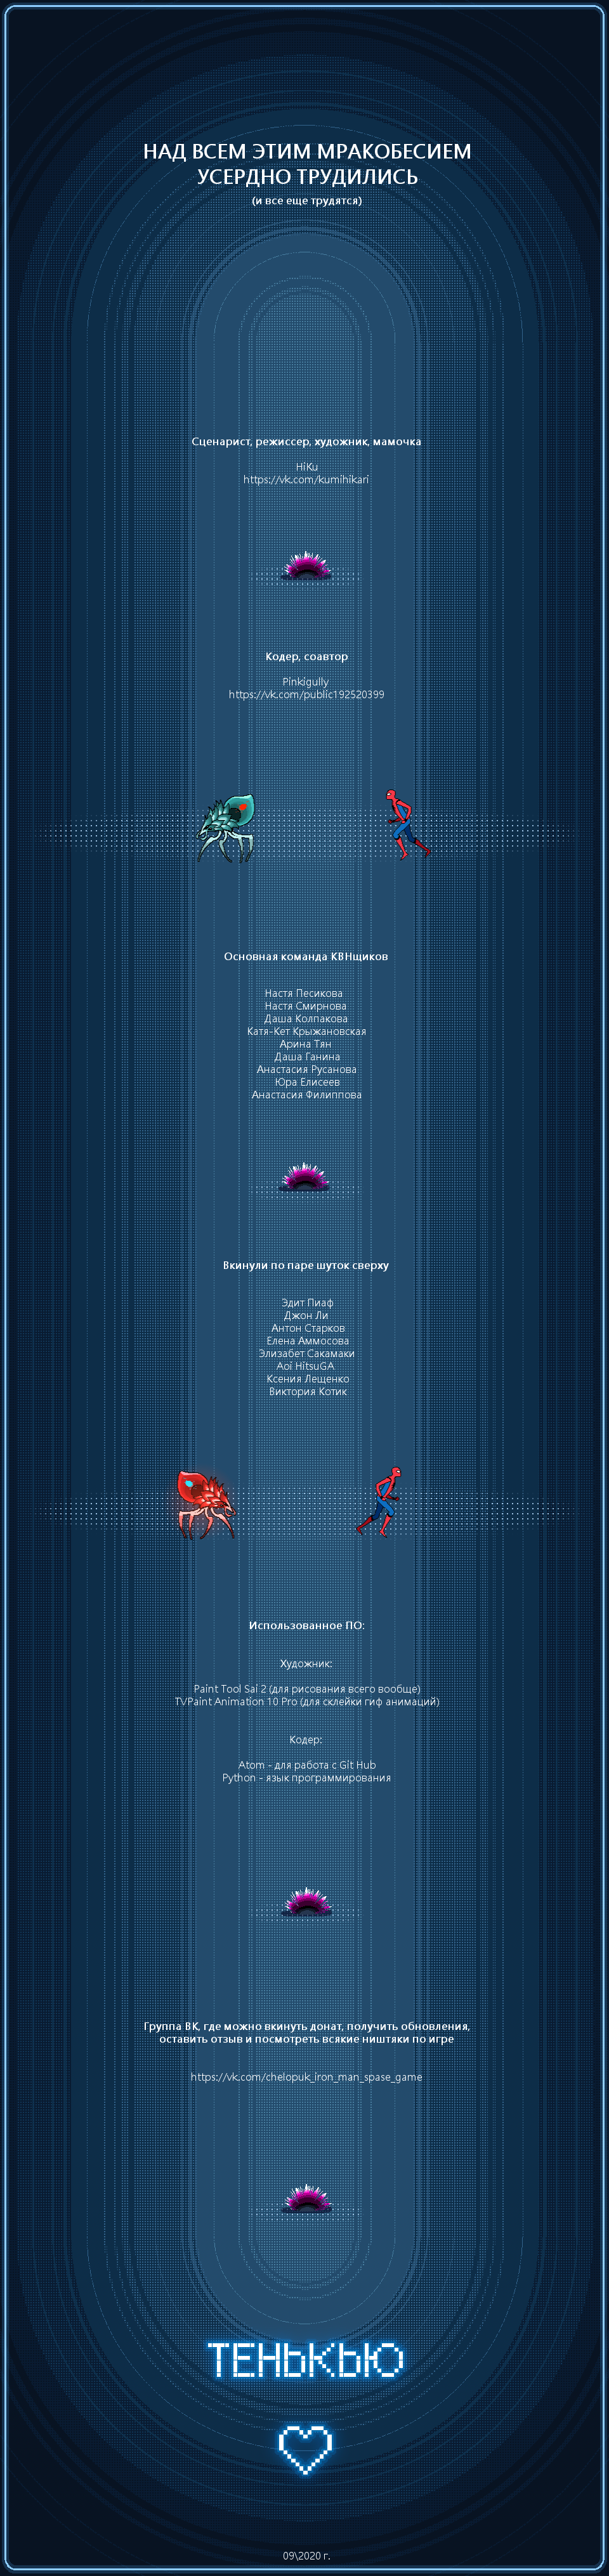 НАД ВСЕМ ЭТИМ МРАКОБЕСИЕМ
УСЕРДНО ТРУДИЛИСЬ
(и все еще трудятся)
Сценарист, режиссер, художник, мамочка
HiKu
https://vk.com/kumihikari
Кодер, соавтор
Pinkigully
https://vk.com/public192520399
Основная команда КВНщиков
Настя Песикова
Настя Смирнова
Даша Колпакова
Катя-Кет Крыжановская
Арина Тян
Даша Ганина
Анастасия Русанова
Юра Елисеев
Анастасия Филиппова
Вкинули по паре шуток сверху
Эдит Пиаф
Джон Ли
Антон Старков
Елена Аммосова
Элизабет Сакамаки
Aoi HitsuGA
Ксения Лещенко
Виктория Котик
Использованное ПО:
Художник:
Paint Tool Sai 2 (для рисования всего вообще)
TVPaint Animation 10 Pro (для склейки гиф анимаций)
Кодер:
Atom - для работа с Git Hub
Python - язык программирования
Группа ВК, где можно вкинуть донат, получить обновления,
оставить отзыв и посмотреть всякие ништяки по игре
https://vk.com/chelopuk_iron_man_spase_game
ТЕНЬКЬЮ
09\2020 г.